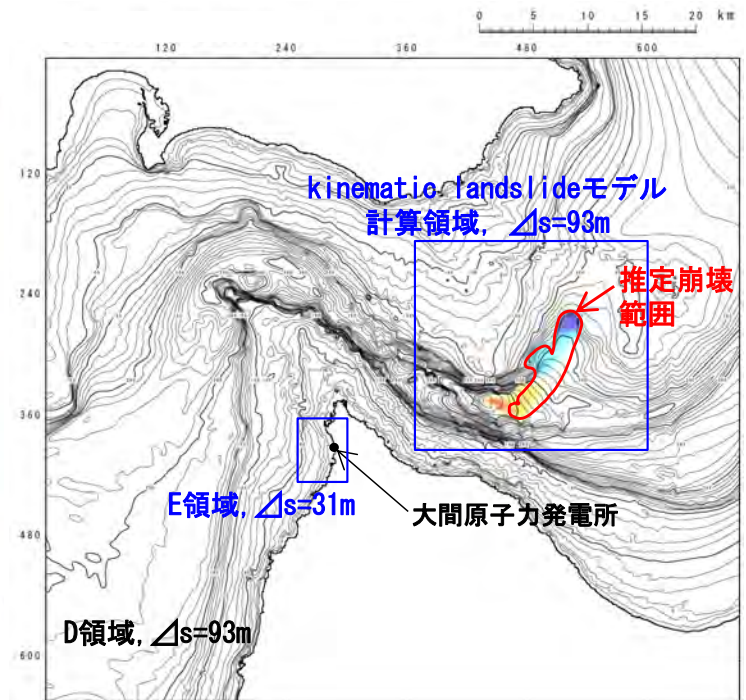 0 5 10 15 20 km
120 240 360 480 600
120
kinematic landslideモデル
計算領域, ⊿s=93m
240
推定崩壊
範囲
360
E領域, ⊿s=31m
大間原子力発電所
480
D領域, ⊿s=93m
600